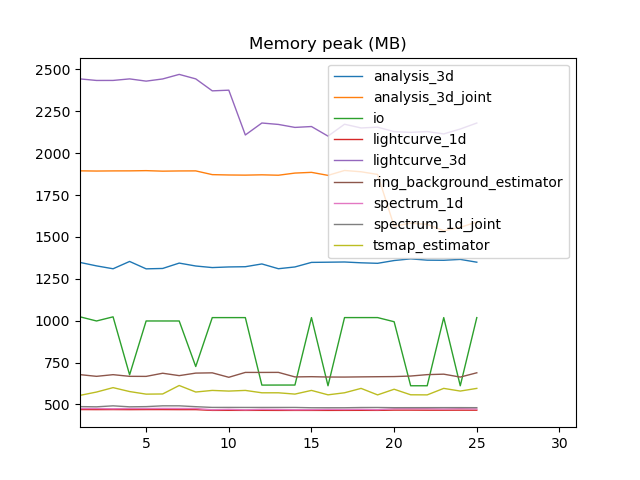 Memory peak (MB)
2500
2250
2000
1750
1500
1250
1000
750
500
analysis_3d
analysis_3d_joint
io
lightcurve_1d
lightcurve_3d
ring_background_estimator
spectrum_1d
spectrum_1d_joint
tsmap_estimator
5 10 15 20 25 30